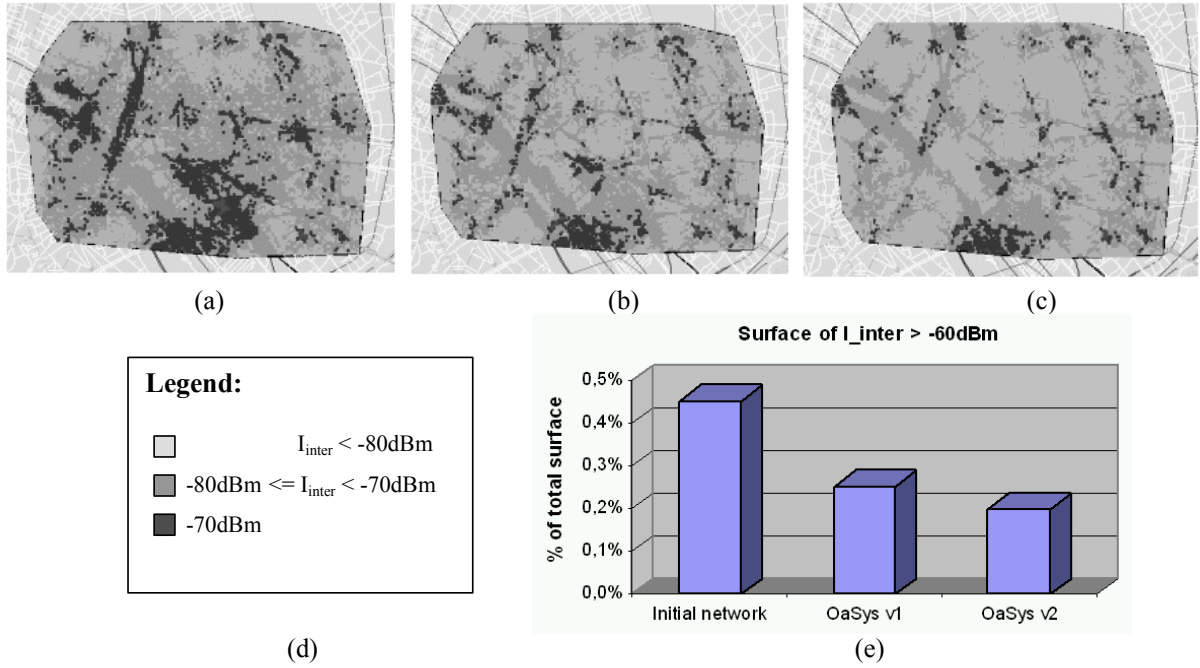 (a)
(b)
(c)
Legend:
I_inter < -80dBm
-80dBm <= I_inter < -70dBm
-70dBm
(d)
Surface of I_inter > -60dBm
% of total surface
0,5%
0,4%
0,3%
0,2%
0,1%
0,0%
Initial network
OaSys v1
OaSys v2
(e)